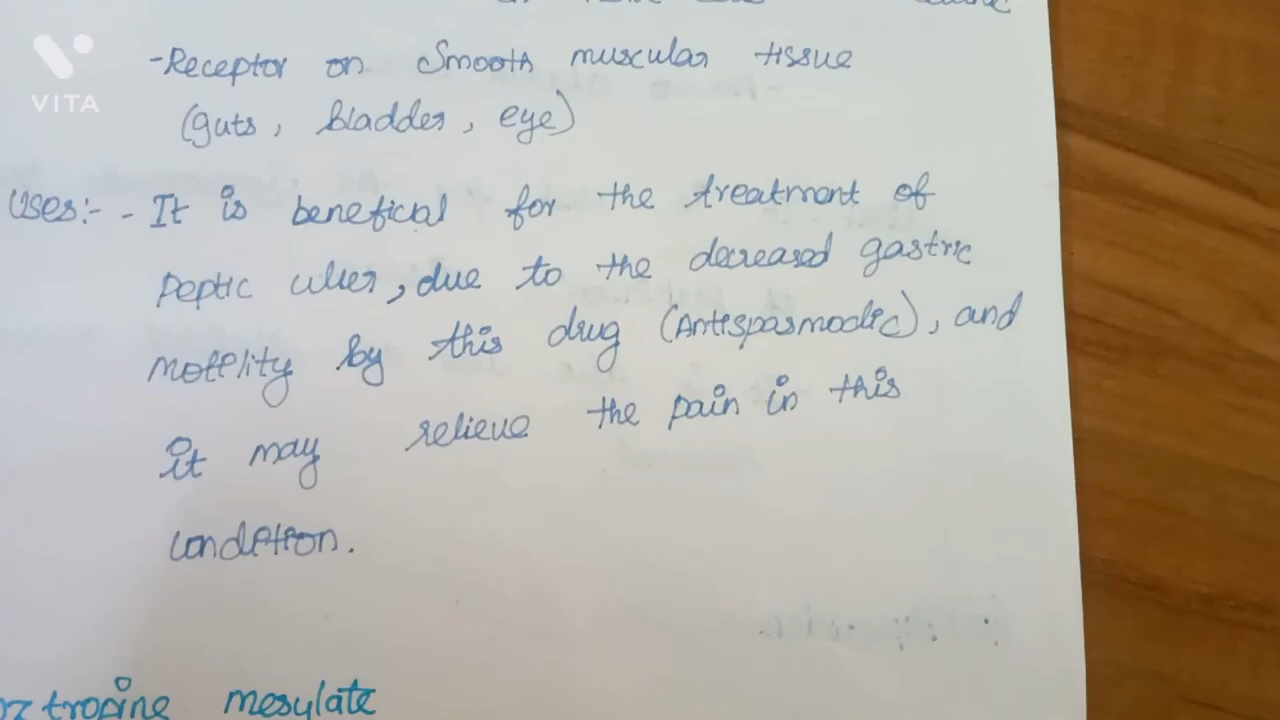 VITA
-Receptor on Smooth muscular tissue
(guts, bladder, eye)
Uses:- - It is benefical for the treatment of
peptic ulcer, due to the decreased gastric
motility by this drug (Antispasmodic), and
it may relieve the pain in this
condition.
mesylate